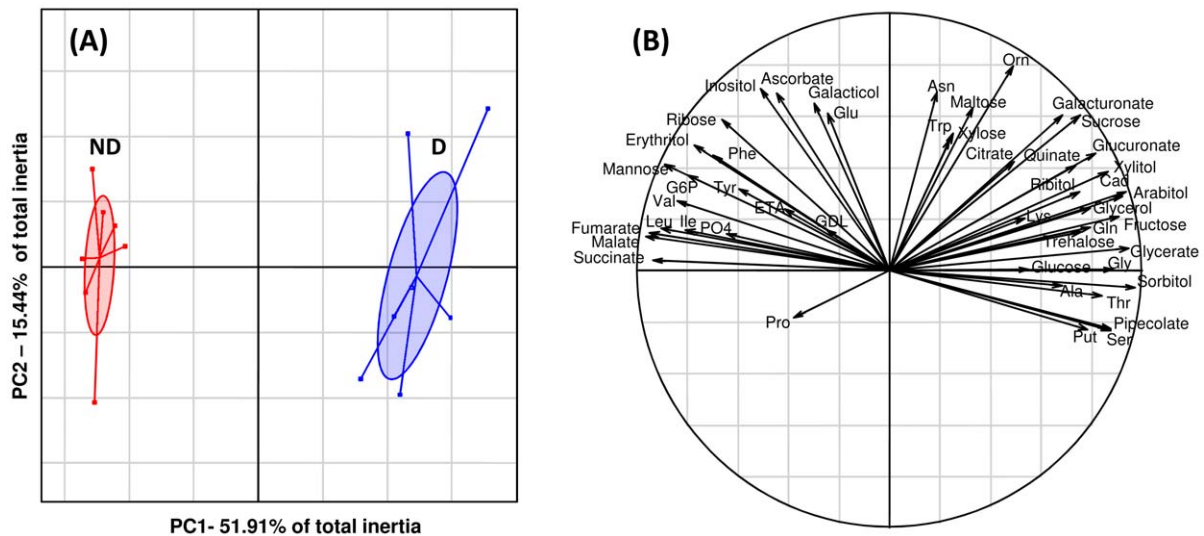 (A)
ND
D
PC2 – 15.44% of total inertia
PC1- 51.91% of total inertia
(B)
Orn
Inositol
Ascorbate
Galacticol
Glu
Asn
Maltose
Galacturonate
Sucrose
Ribose
Trp
Xylose
Erythritol
Phe
Citrate
Quinate
Glucuronate
Mannose
Xylitol
G6P
Tyr
Ribitol
Cad
Val
Arabitol
ETA
Lys
Glycerol
Leu
Ile
PO4
GDL
Gln
Fructose
Fumarate
Malate
Trehalose
Glycerate
Succinate
Glucose
Gly
Sorbitol
Ala
Thr
Pro
Pipecolate
Put
Ser